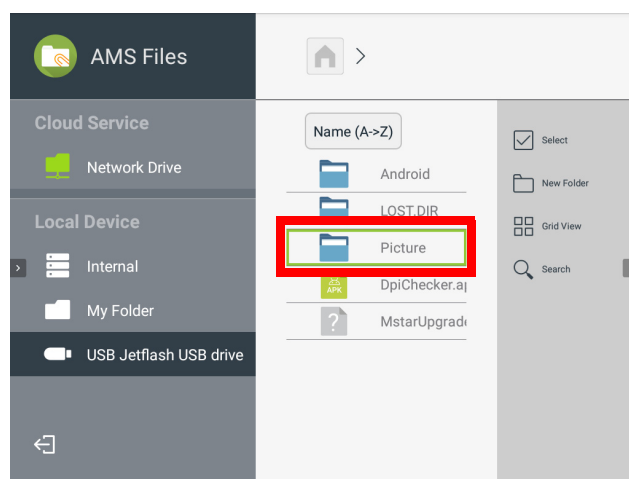 AMS Files
Cloud Service
Network Drive
Local Device
Internal
My Folder
USB Jetflash USB drive
Name (A->Z)
Android
LOST.DIR
Picture
APK
DpiChecker.ap
?
MstarUpgrade
Select
New Folder
Grid View
Search